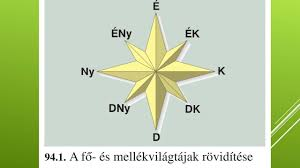 É
ÉNy ÉK
Ny K
DNy DK
D
94.1. A fő- és mellékvilágtájak rövidítése